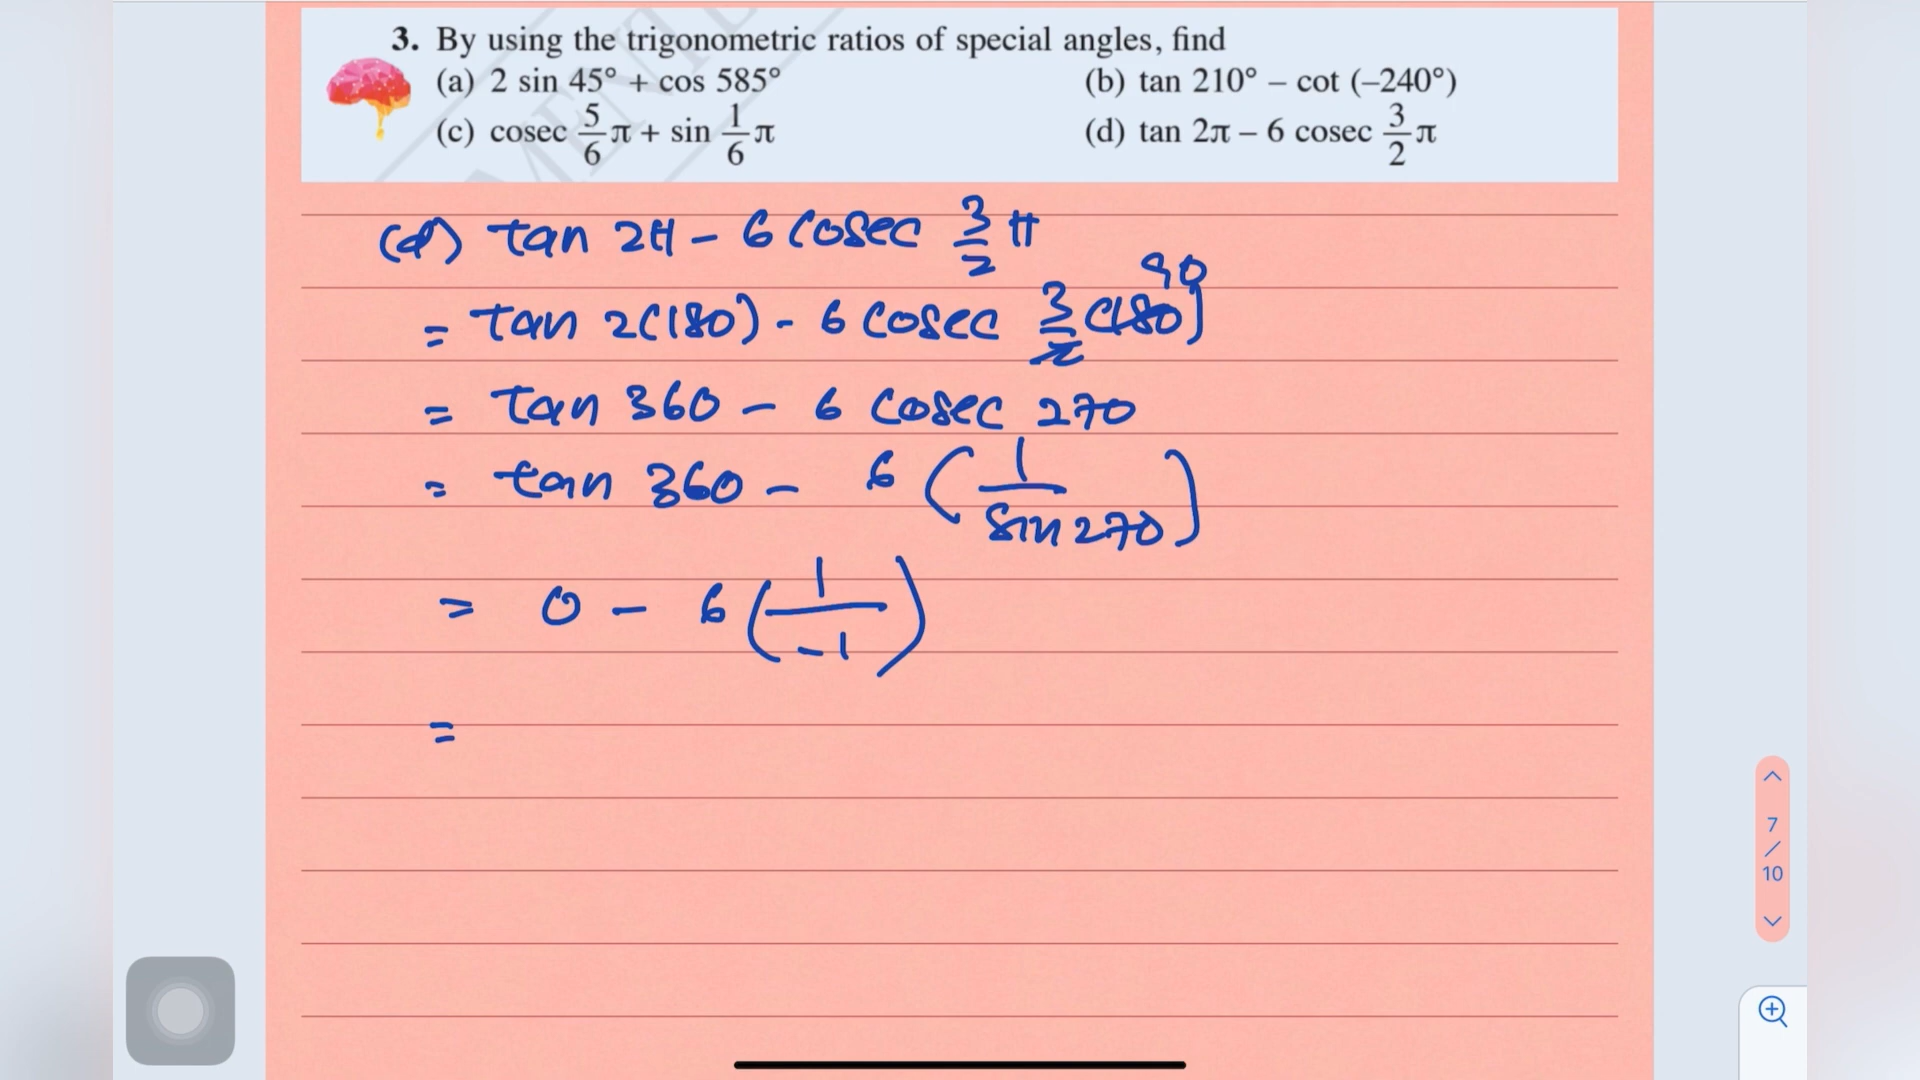 3. By using the trigonometric ratios of special angles, find
(a) 2 sin 45° + cos 585°
(b) tan 210° – cot (–240°)
(c) cosec 5/6 π + sin 1/6 π
(d) tan 2π – 6 cosec 3/2 π
(d) tan 2π - 6 cosec 3/2 π
90
= tan 2(180) - 6 cosec 3/2 (180)
= tan 360 - 6 cosec 270
= tan 360 - 6 (1/sin 270)
= 0 - 6 (1/-1)
=
7
/
10